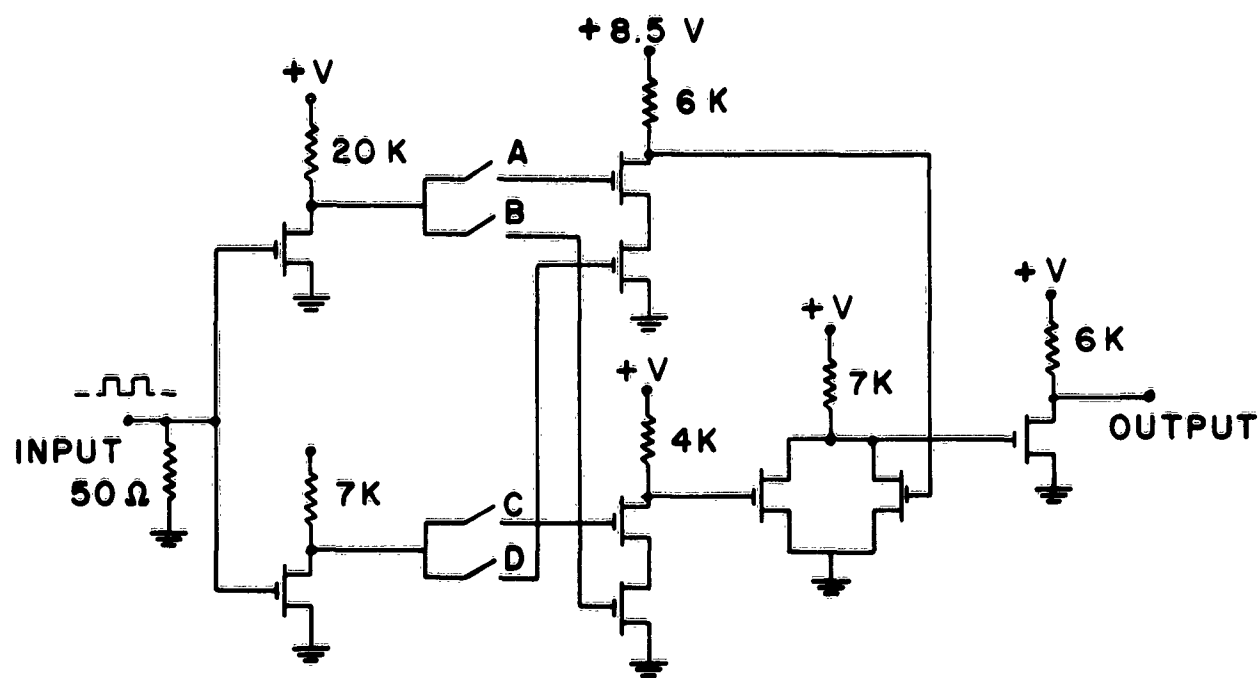 +8.5 V
6 K
+V
20 K
A
B
+V
6 K
+V
7K
+V
4K
OUTPUT
INPUT
50 Ω
7K
C
D